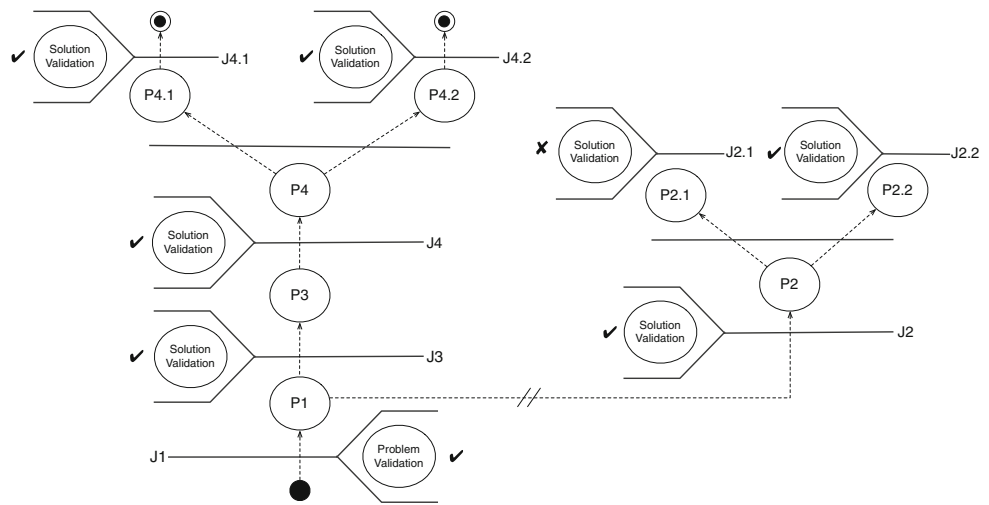 Solution
Validation
J4.1
P4.1
Solution
Validation
J4.2
P4.2
Solution
Validation
J2.1
P2.1
Solution
Validation
J2.2
P2.2
P4
Solution
Validation
J4
P3
P2
Solution
Validation
J2
Solution
Validation
J3
P1
J1
Problem
Validation